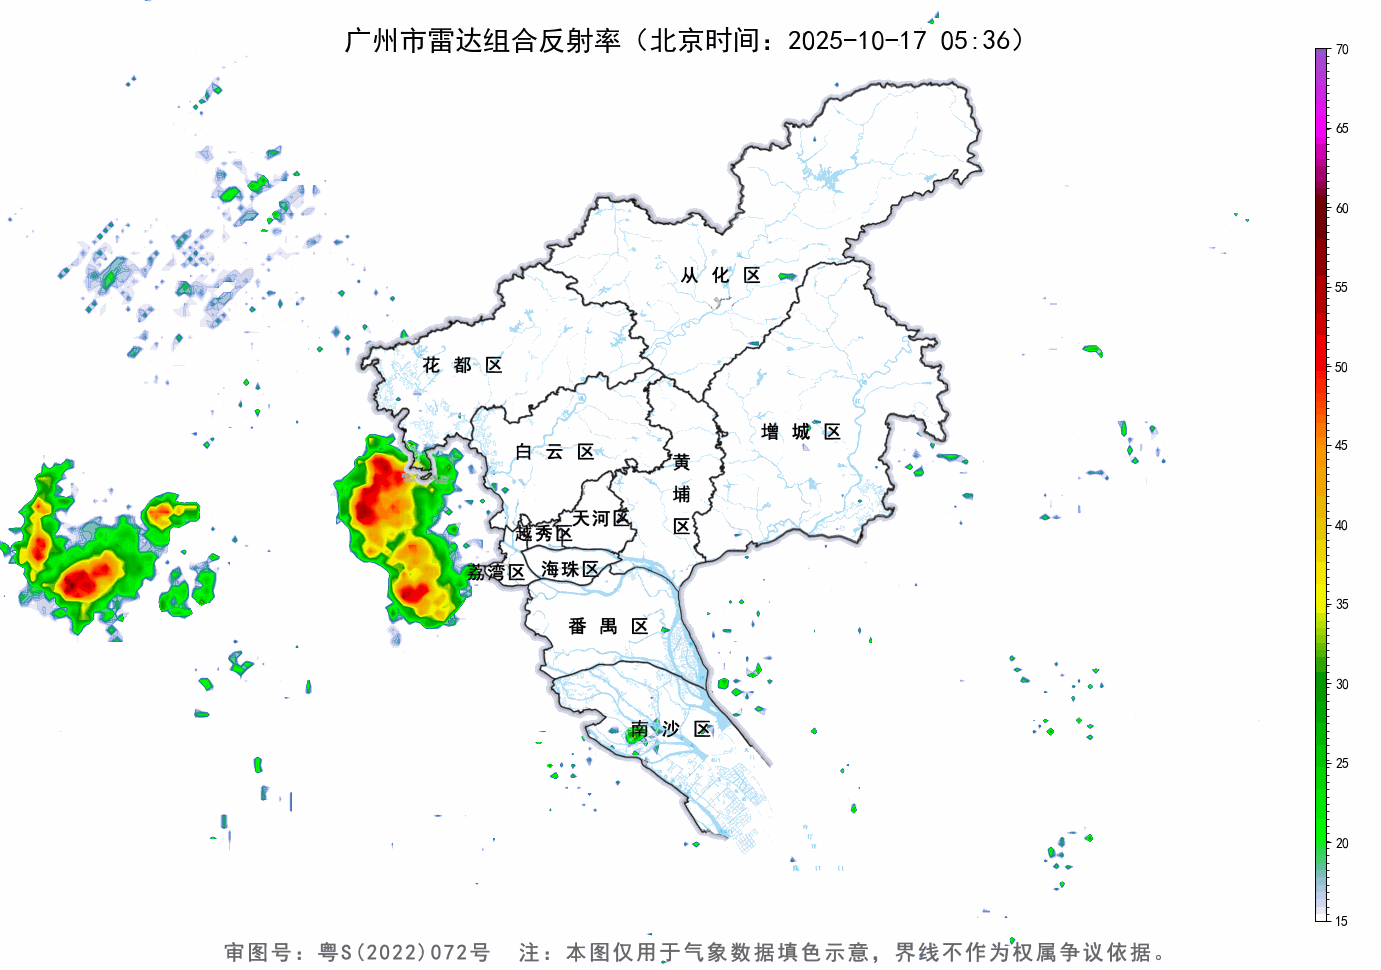 广州市雷达组合反射率（北京时间：2025-10-17 05:36）
70
65
60
55
50
45
40
35
30
25
20
15
从化区
花都区
增城区
白云区
黄埔区
天河区
越秀区
荔湾区
海珠区
番禺区
南沙区
审图号：粤S(2022)072号 注：本图仅用于气象数据填色示意，界线不作为权属争议依据。